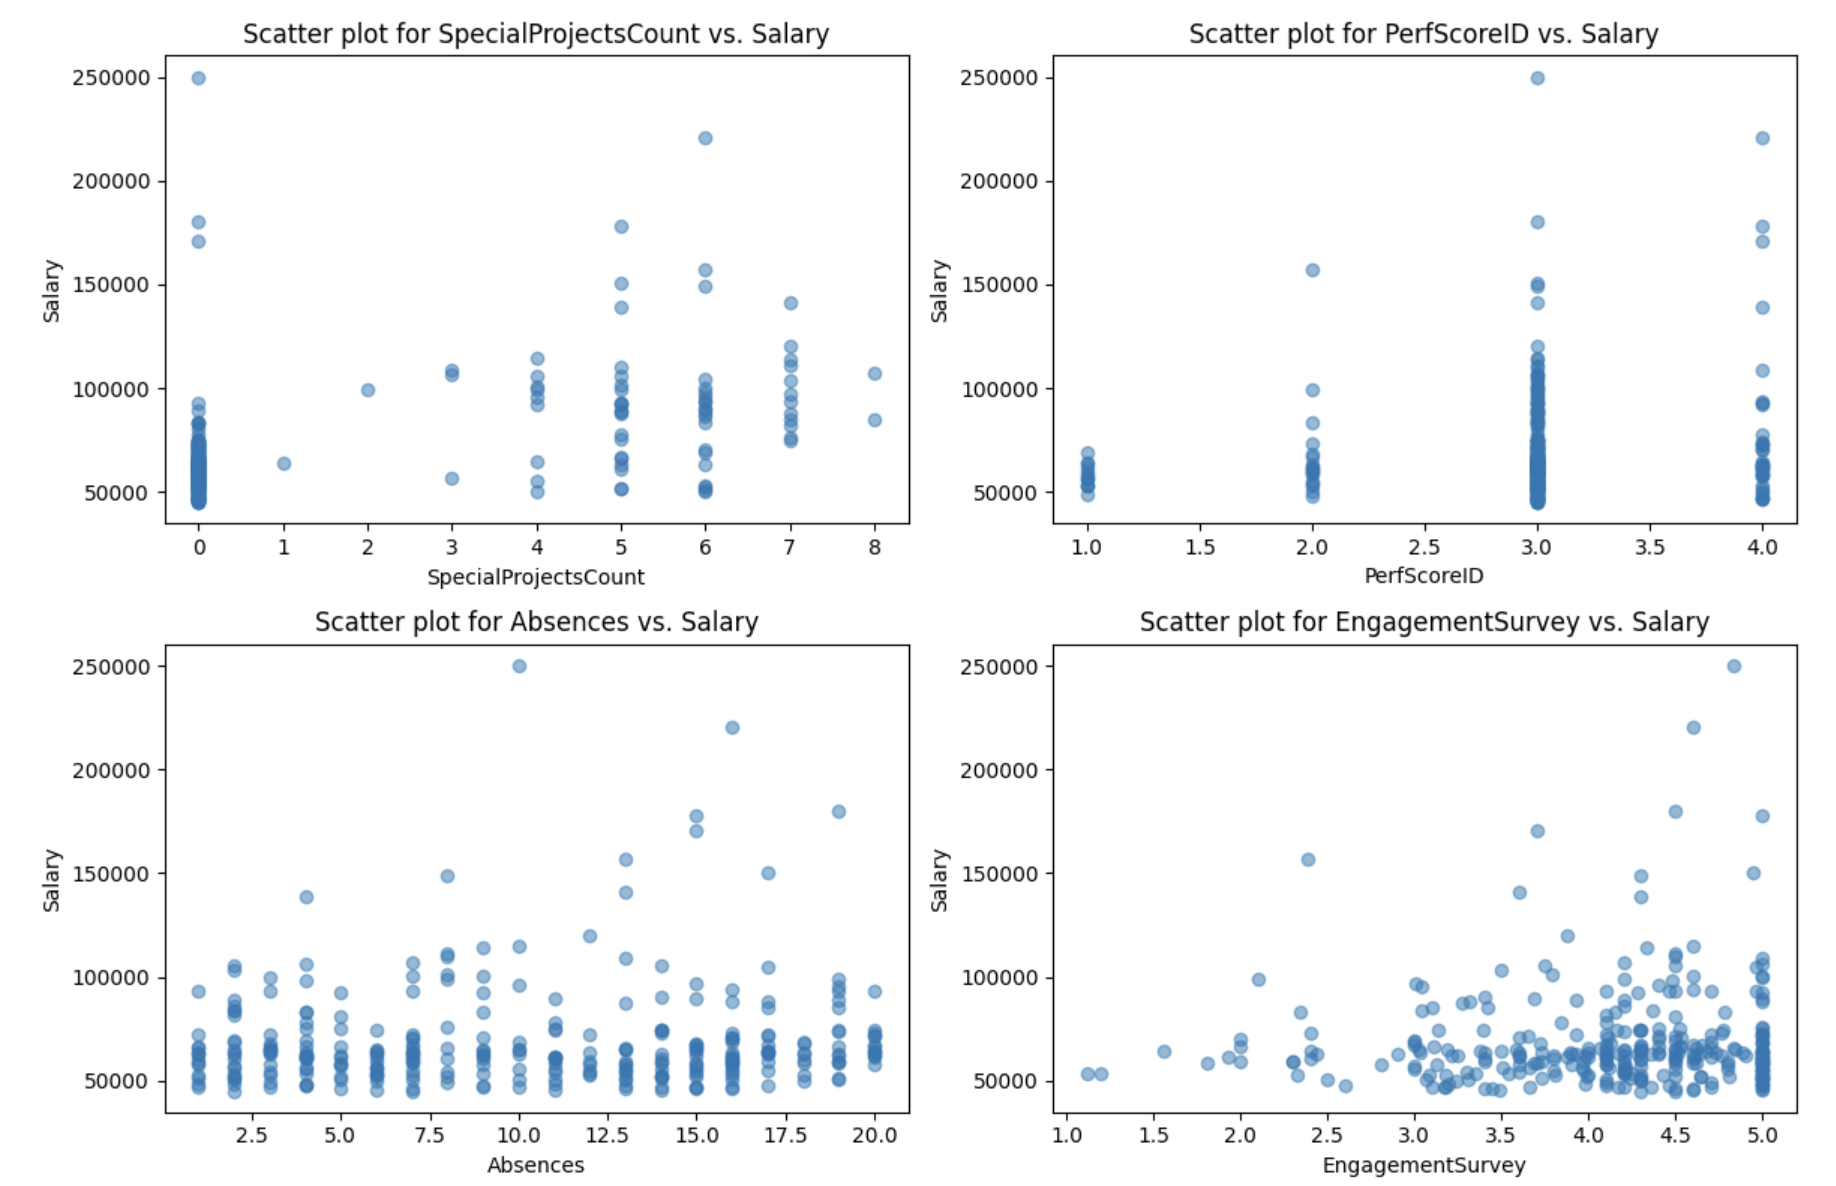 Scatter plot for SpecialProjectsCount vs. Salary
250000
200000
150000
100000
50000
Salary
0 1 2 3 4 5 6 7 8
SpecialProjectsCount
Scatter plot for PerfScoreID vs. Salary
250000
200000
150000
100000
50000
Salary
1.0 1.5 2.0 2.5 3.0 3.5 4.0
PerfScoreID
Scatter plot for Absences vs. Salary
250000
200000
150000
100000
50000
Salary
2.5 5.0 7.5 10.0 12.5 15.0 17.5 20.0
Absences
Scatter plot for EngagementSurvey vs. Salary
250000
200000
150000
100000
50000
Salary
1.0 1.5 2.0 2.5 3.0 3.5 4.0 4.5 5.0
EngagementSurvey